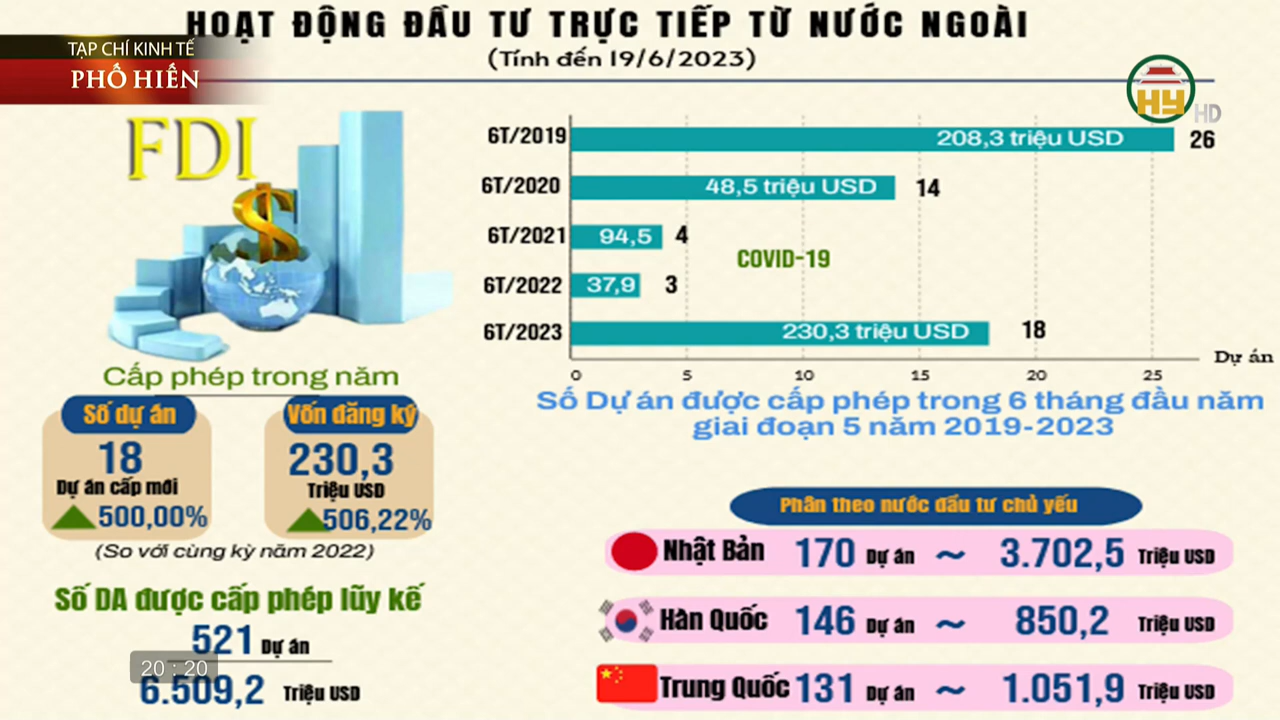 HOẠT ĐỘNG ĐẦU TƯ TRỰC TIẾP TỪ NƯỚC NGOÀI
(Tính đến 19/6/2023)
TẠP CHÍ KINH TẾ
PHỐ HIẾN
HY HD
FDI
6T/2019 208,3 triệu USD 26
6T/2020 48,5 triệu USD 14
6T/2021 94,5 4
COVID-19
6T/2022 37,9 3
6T/2023 230,3 triệu USD 18
Dự án
0 5 10 15 20 25
Số Dự án được cấp phép trong 6 tháng đầu năm
giai đoạn 5 năm 2019-2023
Cấp phép trong năm
Số dự án
18
Dự án cấp mới
500,00%
Vốn đăng ký
230,3
Triệu USD
506,22%
(So với cùng kỳ năm 2022)
Số DA được cấp phép lũy kế
521 Dự án
20 : 20
6.509,2 Triệu USD
Phân theo nước đầu tư chủ yếu
Nhật Bản 170 Dự án ~ 3.702,5 Triệu USD
Hàn Quốc 146 Dự án ~ 850,2 Triệu USD
Trung Quốc 131 Dự án ~ 1.051,9 Triệu USD